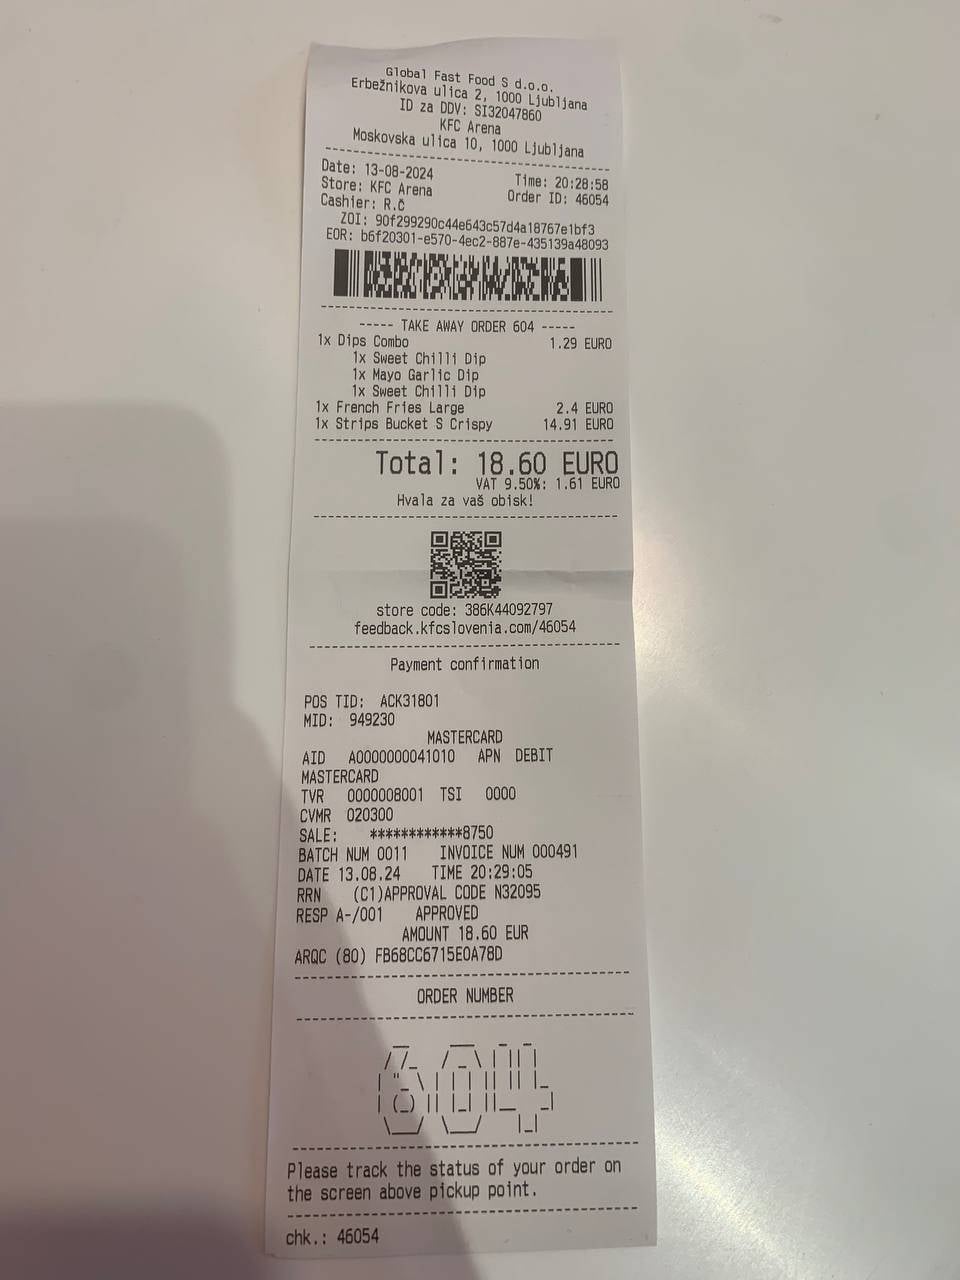 Global Fast Food S d.o.o.
Erbežnikova ulica 2, 1000 Ljubljana
ID za DDV: SI32047860
KFC Arena
Moskovska ulica 10, 1000 Ljubljana
Date: 13-08-2024 Time: 20:28:58
Store: KFC Arena Order ID: 46054
Cashier: R.Č
ZOI: 90f299290c44e643c57d4a18767e1bf3
EOR: b6f20301-e570-4ec2-887e-435139a48093
----- TAKE AWAY ORDER 604 -----
1x Dips Combo 1.29 EURO
1x Sweet Chilli Dip
1x Mayo Garlic Dip
1x Sweet Chilli Dip
1x French Fries Large 2.4 EURO
1x Strips Bucket S Crispy 14.91 EURO
Total: 18.60 EURO
VAT 9.50%: 1.61 EURO
Hvala za vaš obisk!
store code: 386K44092797
feedback.kfcslovenia.com/46054
Payment confirmation
POS TID: ACK31801
MID: 949230
MASTERCARD
AID A0000000041010 APN DEBIT
MASTERCARD
TVR 0000008001 TSI 0000
CVMR 020300
SALE: ************8750
BATCH NUM 0011 INVOICE NUM 000491
DATE 13.08.24 TIME 20:29:05
RRN (C1)APPROVAL CODE N32095
RESP A-/001 APPROVED
AMOUNT 18.60 EUR
ARQC (80) FB68CC6715E0A78D
ORDER NUMBER
604
Please track the status of your order on
the screen above pickup point.
chk.: 46054